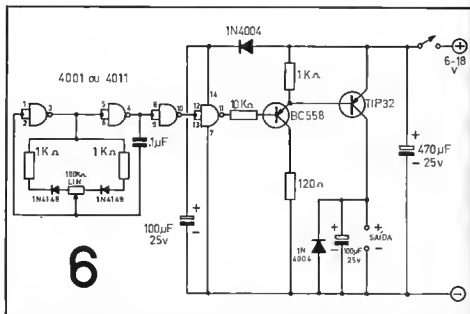 1N4004
4001 ou 4011
6-18
V
1KΩ
TIP32
10KΩ
BC558
1
2
3
5
6
4
8
9
10
12
13
14
11
7
.1µF
1KΩ
1KΩ
100KΩ
LIN
1N4148
1N4148
120Ω
470µF
25v
100µF
25v
1N
4004
100µF
25v
SAÍDA
6